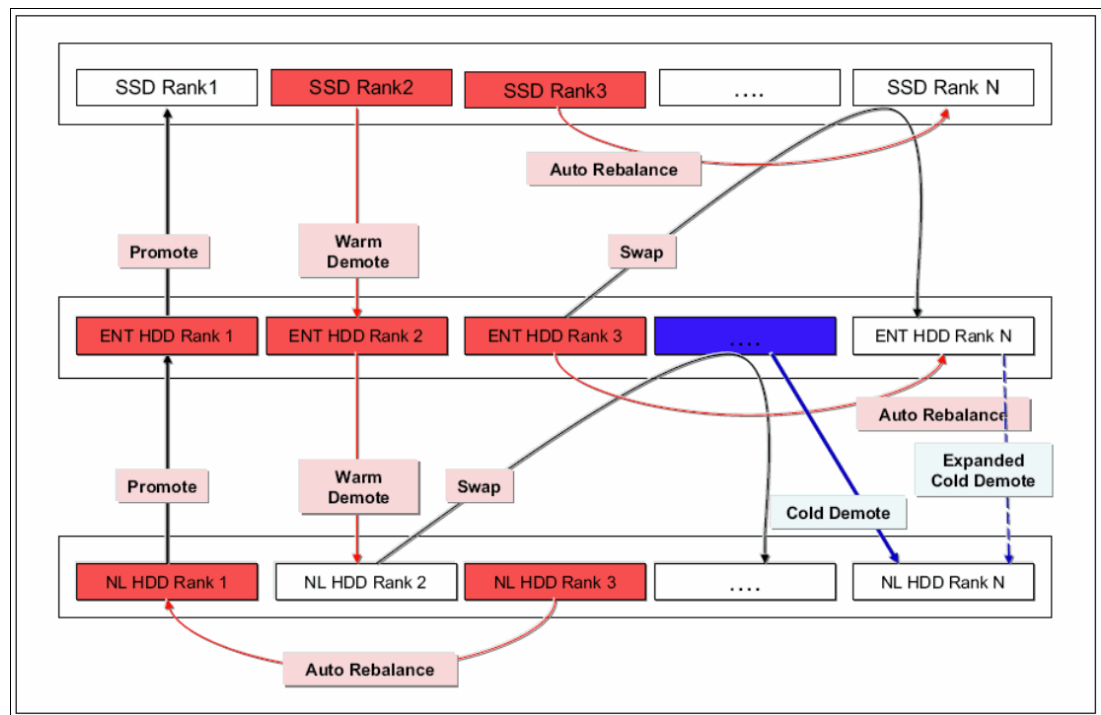 SSD Rank1
SSD Rank2
SSD Rank3
....
SSD Rank N
Auto Rebalance
Promote
Warm
Demote
Swap
ENT HDD Rank 1
ENT HDD Rank 2
ENT HDD Rank 3
....
ENT HDD Rank N
Auto Rebalance
Promote
Warm
Demote
Swap
Expanded
Cold Demote
Cold Demote
NL HDD Rank 1
NL HDD Rank 2
NL HDD Rank 3
....
NL HDD Rank N
Auto Rebalance